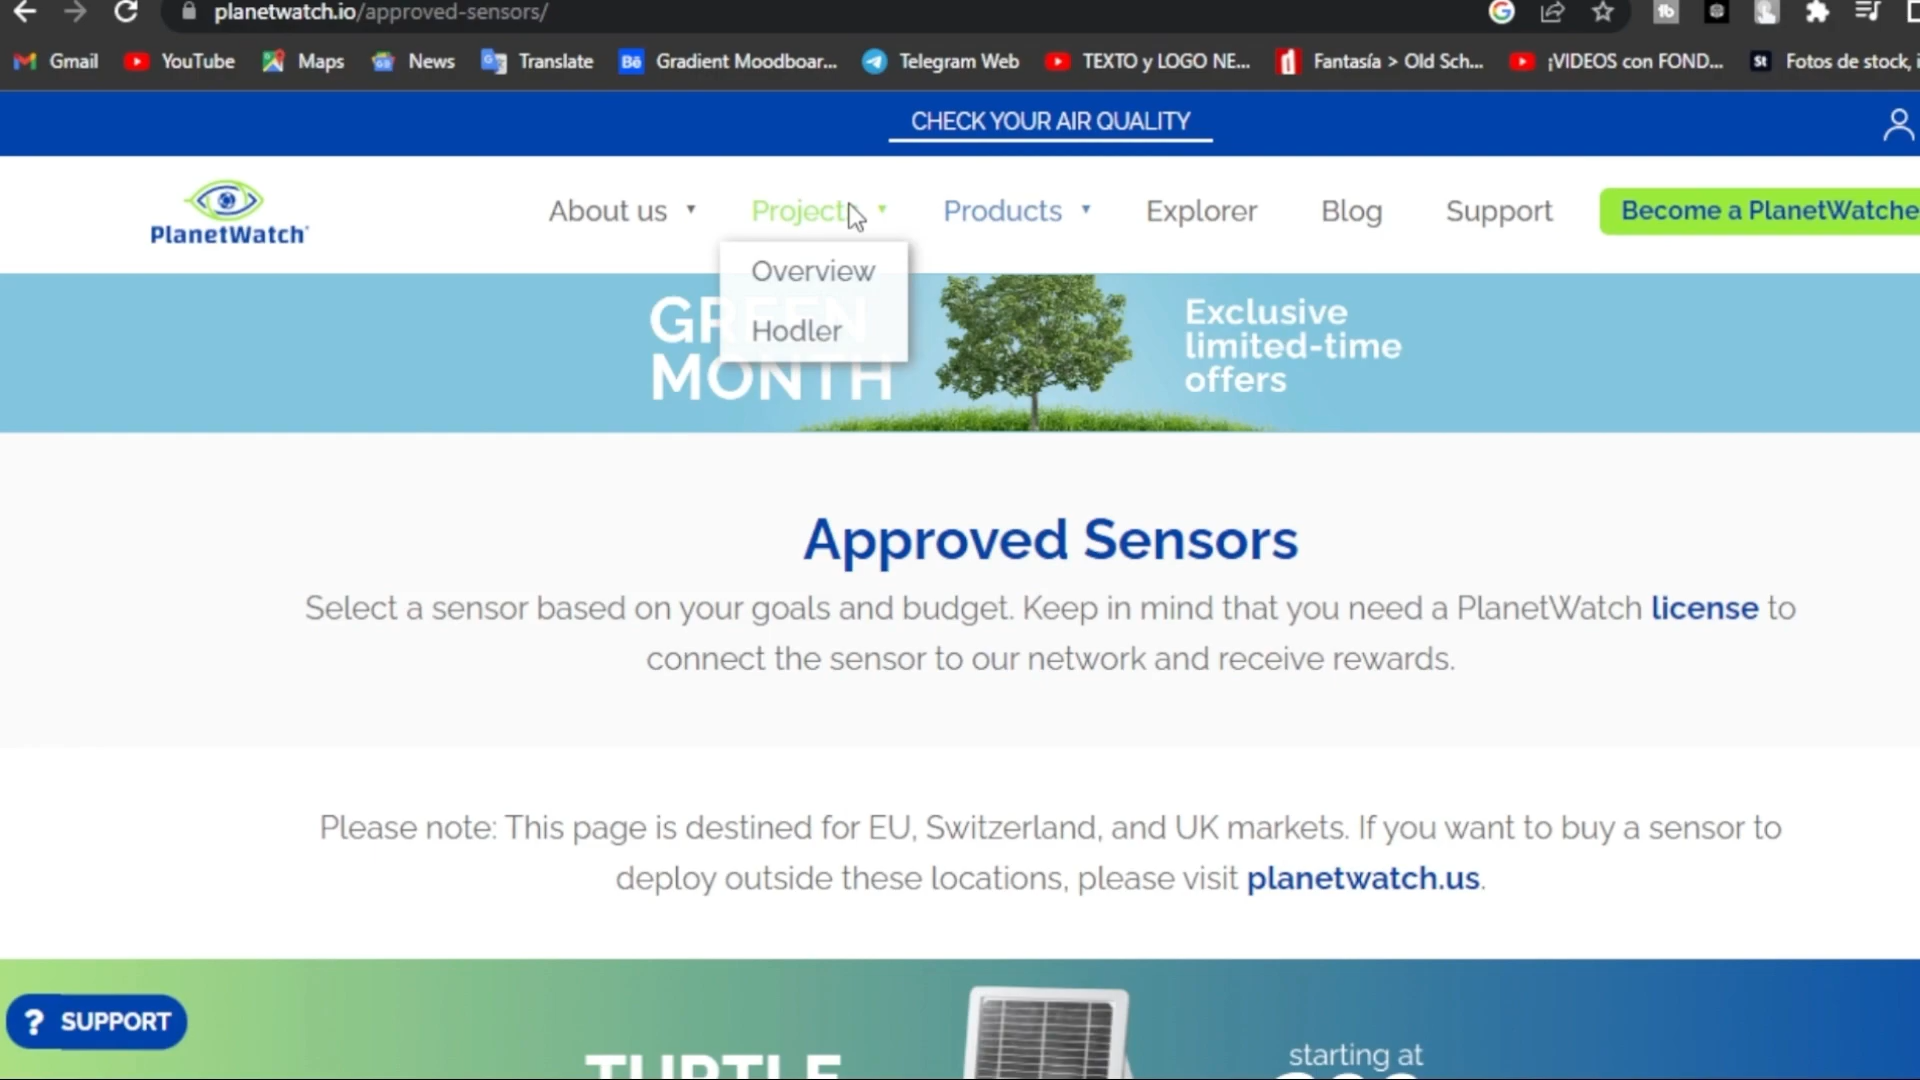 planetwatch.io/approved-sensors/
Gmail YouTube Maps News Translate Gradient Moodboar... Telegram Web TEXTO y LOGO NE... Fantasía > Old Sch... ¡VIDEOS con FOND... Fotos de stock,
CHECK YOUR AIR QUALITY
PlanetWatch
About us Project Products Explorer Blog Support Become a PlanetWatche
Overview
Hodler
GREEN
MONTH
Exclusive
limited-time
offers
Approved Sensors
Select a sensor based on your goals and budget. Keep in mind that you need a PlanetWatch license to
connect the sensor to our network and receive rewards.
Please note: This page is destined for EU, Switzerland, and UK markets. If you want to buy a sensor to
deploy outside these locations, please visit planetwatch.us.
? SUPPORT
TURTLE
starting at